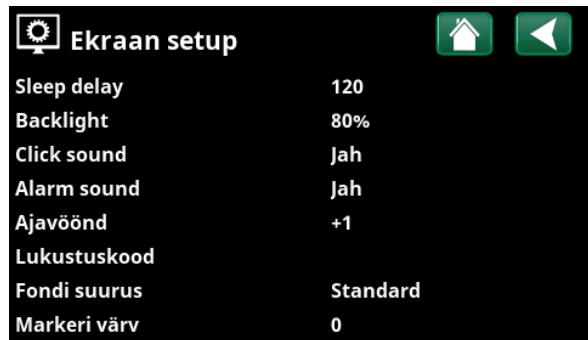 Ekraan setup
Sleep delay 120
Backlight 80%
Click sound Jah
Alarm sound Jah
Ajavöönd +1
Lukustuskood
Fondi suurus Standard
Markeri värv 0